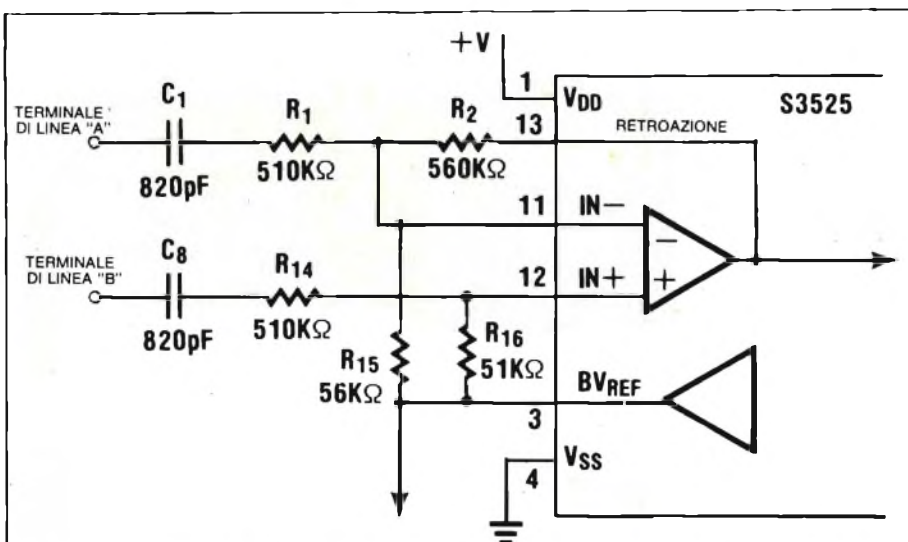 +V
1
VDD
S3525
C1
R1
R2
13
RETROAZIONE
TERMINALE
DI LINEA "A"
820pF
510KΩ
560KΩ
11
IN−
−
C8
R14
12
IN+
+
TERMINALE
DI LINEA "B"
820pF
510KΩ
R15
56KΩ
R16
51KΩ
BVREF
3
VSS
4